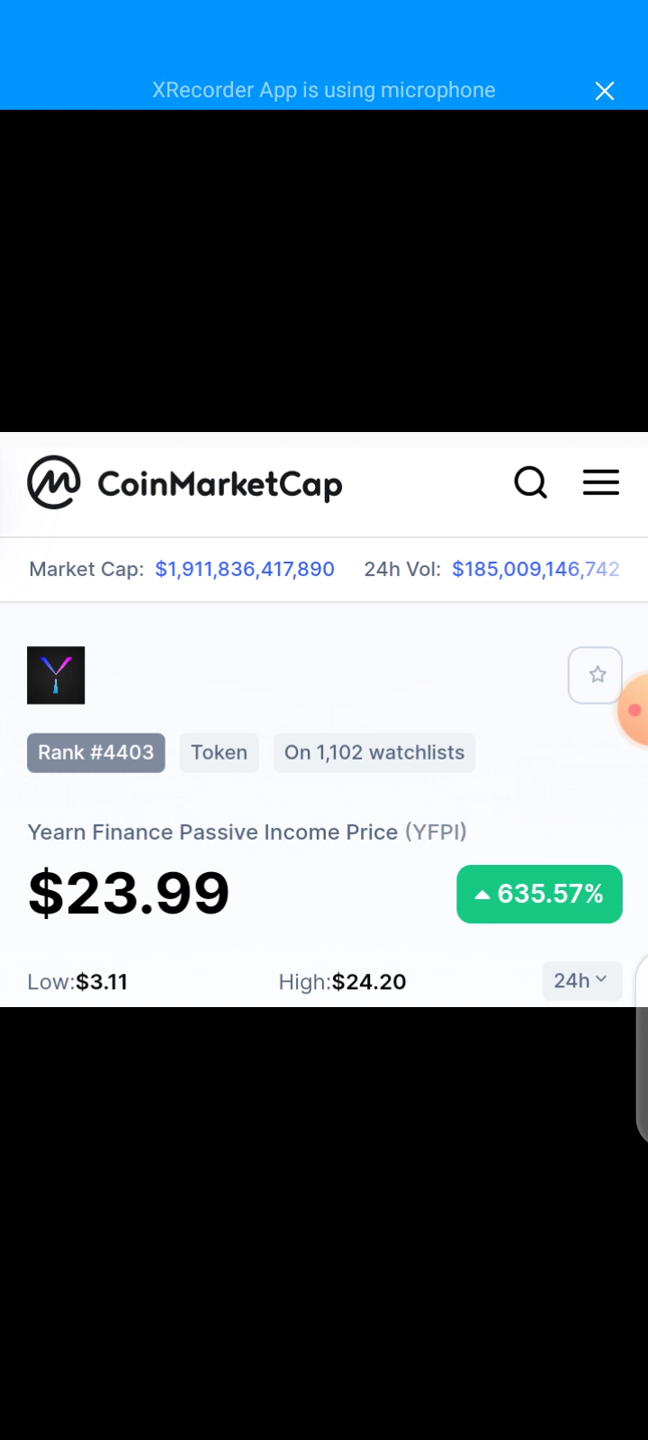 XRecorder App is using microphone
CoinMarketCap
Market Cap: $1,911,836,417,890 24h Vol: $185,009,146,742
Rank #4403 Token On 1,102 watchlists
Yearn Finance Passive Income Price (YFPI)
$23.99 635.57%
Low:$3.11 High:$24.20 24h